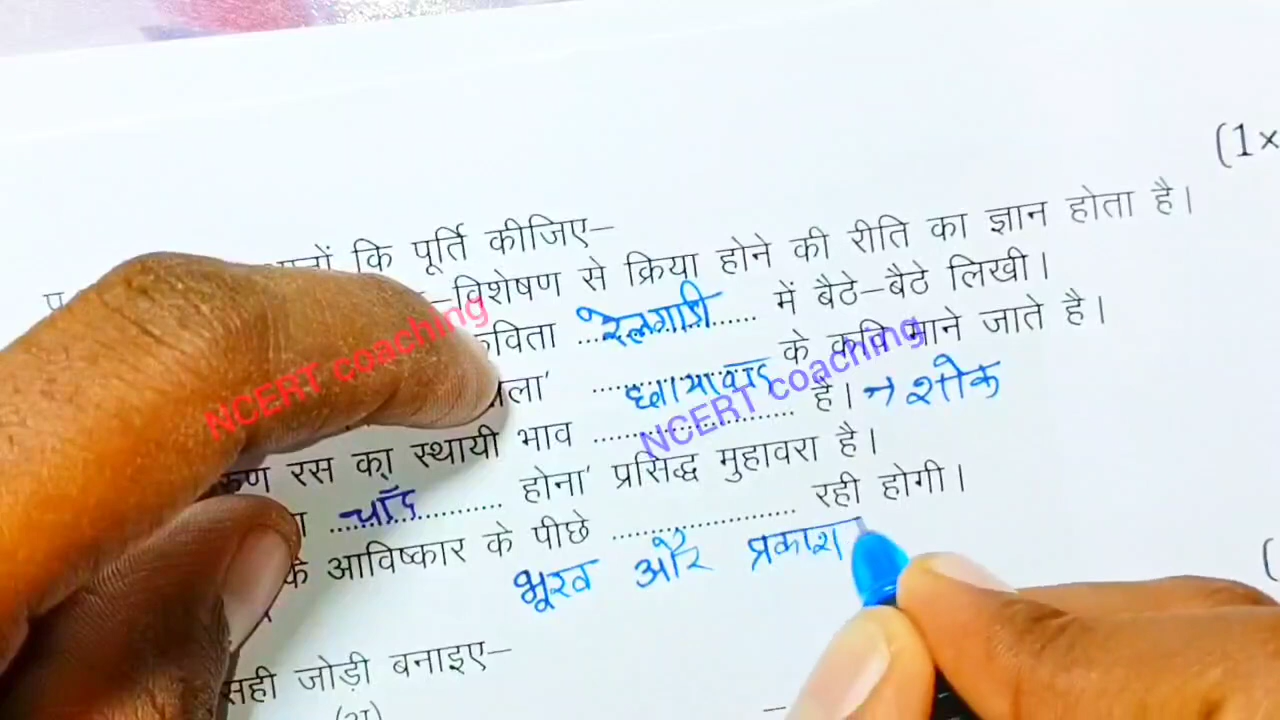 (1×
कि पूर्ति कीजिए–
–विशेषण से क्रिया होने की रीति का ज्ञान होता है।
कविता ...रेलगाडी... में बैठे–बैठे लिखी।
ला' ...छायावाद... के कवि माने जाते है।
रस का स्थायी भाव .................... है। → शोक
...चाँद... होना' प्रसिद्ध मुहावरा है।
के आविष्कार के पीछे .................... रही होगी।
भूख और प्रकाश
(
सही जोड़ी बनाइए–
(अ)
NCERT coaching
NCERT coaching